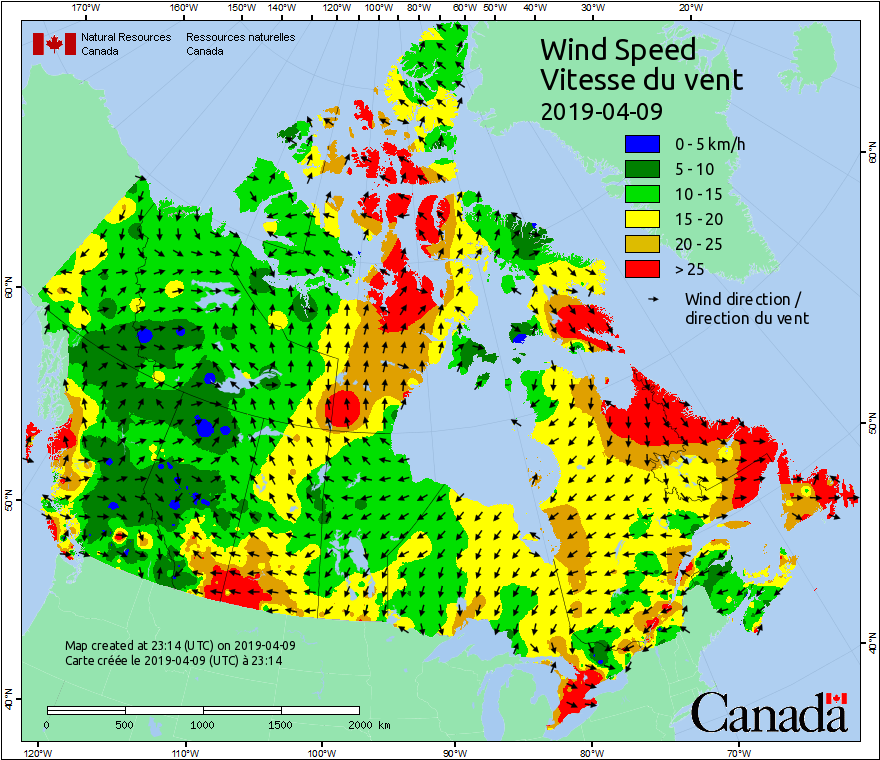 170°W 160°W 150°W 140°W 120°W 100°W 80°W 60°W 50°W 40°W 30°W 20°W
Natural Resources Ressources naturelles
Canada Canada
Wind Speed
Vitesse du vent
2019-04-09
0 - 5 km/h
5 - 10
10 - 15
15 - 20
20 - 25
> 25
Wind direction /
direction du vent
60°N
60°N
50°N
50°N
40°N
40°N
Map created at 23:14 (UTC) on 2019-04-09
Carte créée le 2019-04-09 (UTC) à 23:14
0 500 1000 1500 2000 km
Canada
120°W 110°W 100°W 90°W 80°W 70°W